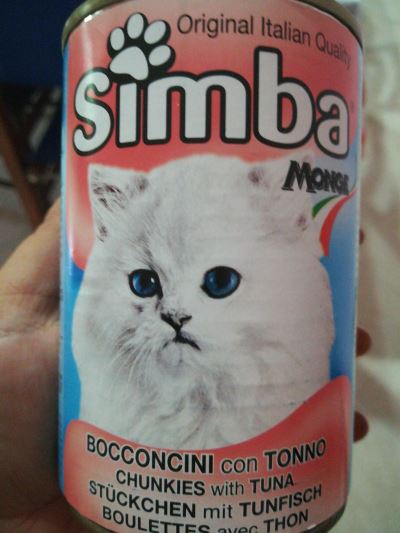 Original Italian Quality
Simba
MONGE
BOCCONCINI con TONNO
CHUNKIES with TUNA
STÜCKCHEN mit TUNFISCH
BOULETTES avec THON